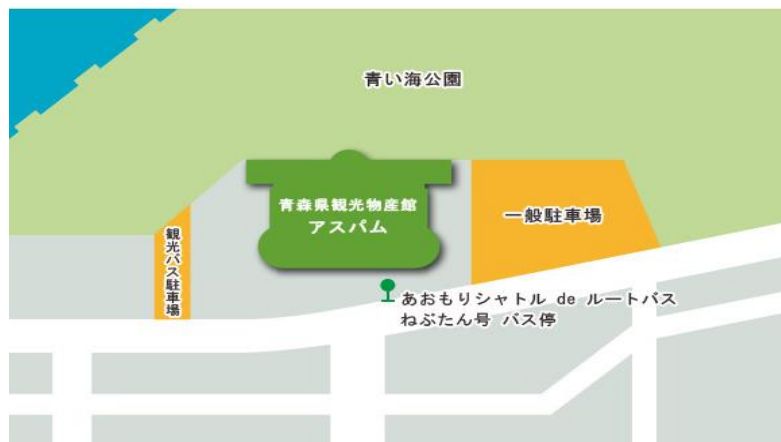 青い海公園
青森県観光物産館
アスパム
一般駐車場
観光バス駐車場
あおもりシャトル de ルートバス
ねぶたん号 バス停